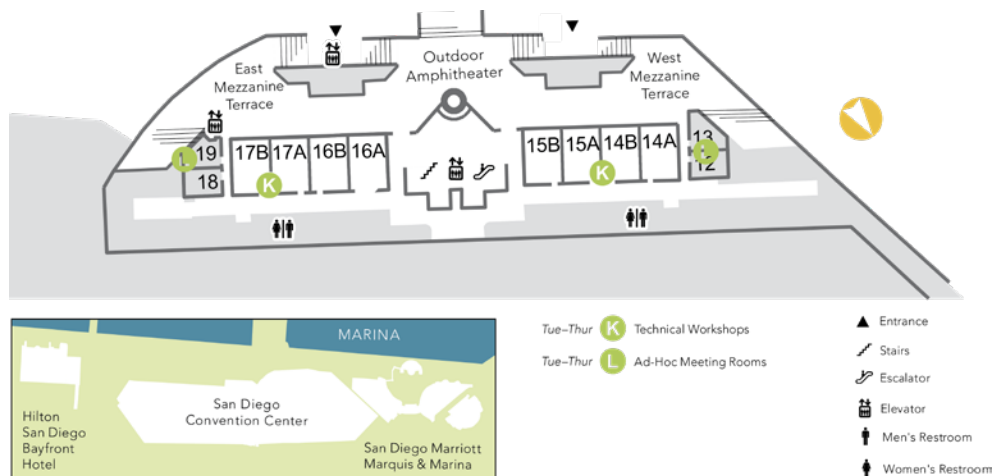 East
Mezzanine
Terrace
Outdoor
Amphitheater
West
Mezzanine
Terrace
L
19
18
17B
17A
16B
16A
K
15B
15A
14B
14A
K
13
L
12
MARINA
San Diego
Convention Center
Hilton
San Diego
Bayfront
Hotel
San Diego Marriott
Marquis & Marina
Tue–Thur K Technical Workshops
Tue–Thur L Ad-Hoc Meeting Rooms
Entrance
Stairs
Escalator
Elevator
Men's Restroom
Women's Restroom